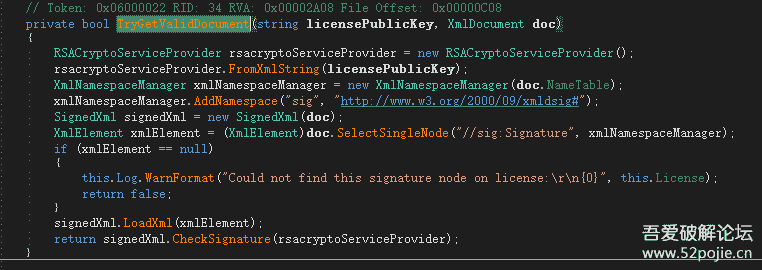 // Token: 0x06000022 RID: 34 RVA: 0x00002A08 File Offset: 0x00000C08
private bool TryGetValidDocument(string licensePublicKey, XmlDocument doc)
{
RSACryptoServiceProvider rsacryptoServiceProvider = new RSACryptoServiceProvider();
rsacryptoServiceProvider.FromXmlString(licensePublicKey);
XmlNamespaceManager xmlNamespaceManager = new XmlNamespaceManager(doc.NameTable);
xmlNamespaceManager.AddNamespace("sig", "http://www.w3.org/2000/09/xmldsig#");
SignedXml signedXml = new SignedXml(doc);
XmlElement xmlElement = (XmlElement)doc.SelectSingleNode("//sig:Signature", xmlNamespaceManager);
if (xmlElement == null)
{
this.Log.WarnFormat("Could not find this signature node on license:\r\n{0}", this.License);
return false;
}
signedXml.LoadXml(xmlElement);
return signedXml.CheckSignature(rsacryptoServiceProvider);
}
吾爱破解论坛
www.52pojie.cn